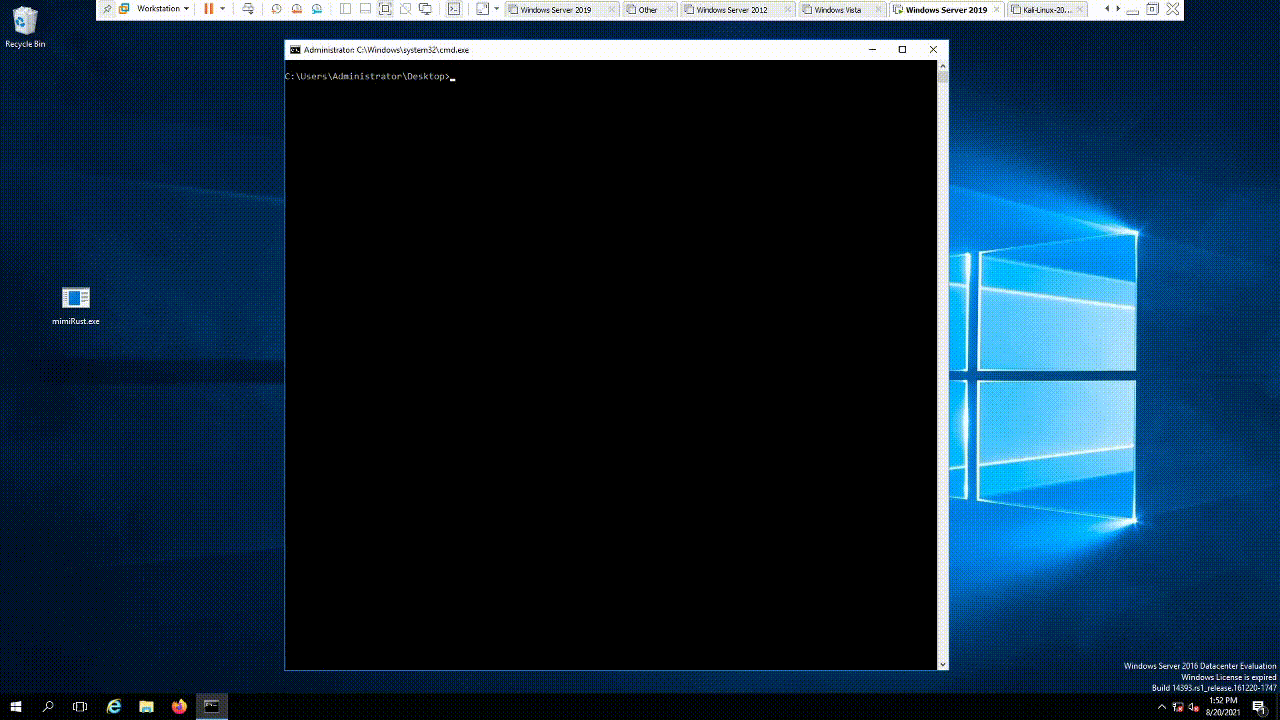 Recycle Bin
Workstation
Windows Server 2019
Other
Windows Server 2012
Windows Vista
Windows Server 2019
Kali-Linux-20...
Administrator: C:\Windows\system32\cmd.exe
C:\Users\Administrator\Desktop>_
mimiRust.exe
Windows Server 2016 Datacenter Evaluation
Windows License is expired
Build 14393.rs1_release.161220-1747
1:52 PM
8/20/2021
1